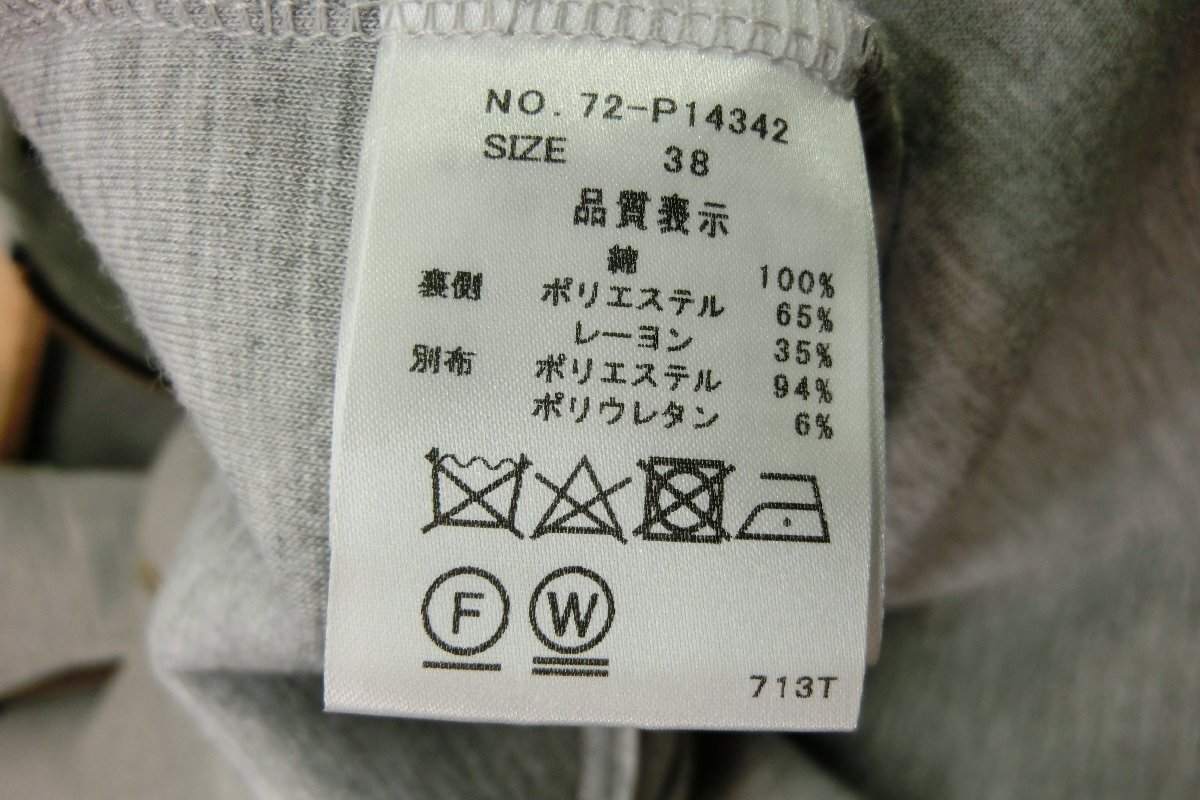 NO. 72-P14342
SIZE 38
品質表示
綿 100%
裏側 ポリエステル 65%
レーヨン 35%
別布 ポリエステル 94%
ポリウレタン 6%
F W
713T